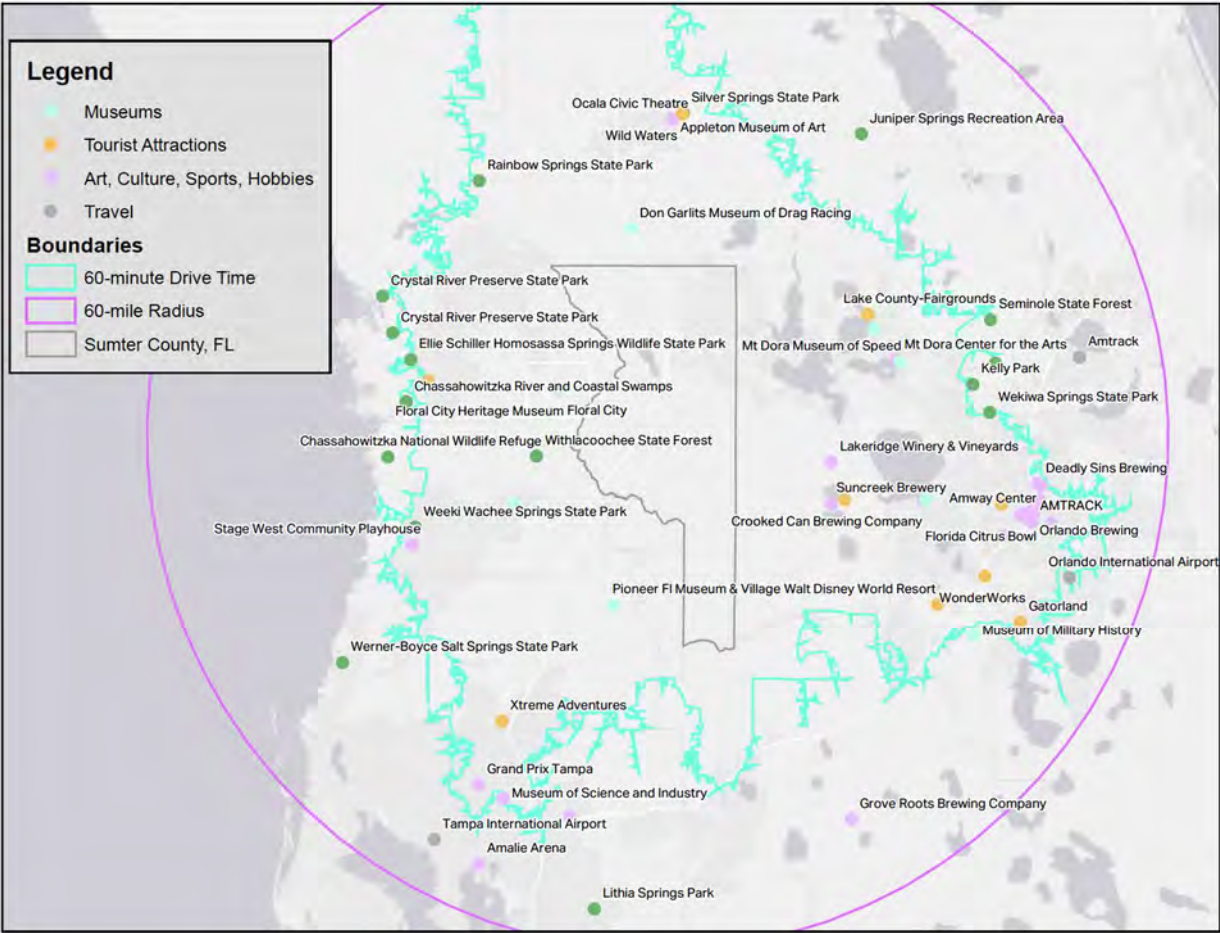 Legend
Museums
Tourist Attractions
Art, Culture, Sports, Hobbies
Travel
Boundaries
60-minute Drive Time
60-mile Radius
Sumter County, FL
Ocala Civic Theatre
Silver Springs State Park
Wild Waters
Appleton Museum of Art
Juniper Springs Recreation Area
Rainbow Springs State Park
Don Garlits Museum of Drag Racing
Crystal River Preserve State Park
Lake County-Fairgrounds
Seminole State Forest
Crystal River Preserve State Park
Ellie Schiller Homosassa Springs Wildlife State Park
Mt Dora Museum of Speed
Mt Dora Center for the Arts
Amtrack
Kelly Park
Chassahowitzka River and Coastal Swamps
Wekiwa Springs State Park
Floral City Heritage Museum Floral City
Chassahowitzka National Wildlife Refuge
Withlacoochee State Forest
Lakeridge Winery & Vineyards
Deadly Sins Brewing
Suncreek Brewery
Amway Center
AMTRACK
Weeki Wachee Springs State Park
Crooked Can Brewing Company
Stage West Community Playhouse
Florida Citrus Bowl
Orlando Brewing
Orlando International Airport
Pioneer Fl Museum & Village
Walt Disney World Resort
WonderWorks
Gatorland
Museum of Military History
Werner-Boyce Salt Springs State Park
Xtreme Adventures
Grand Prix Tampa
Museum of Science and Industry
Grove Roots Brewing Company
Tampa International Airport
Amalie Arena
Lithia Springs Park